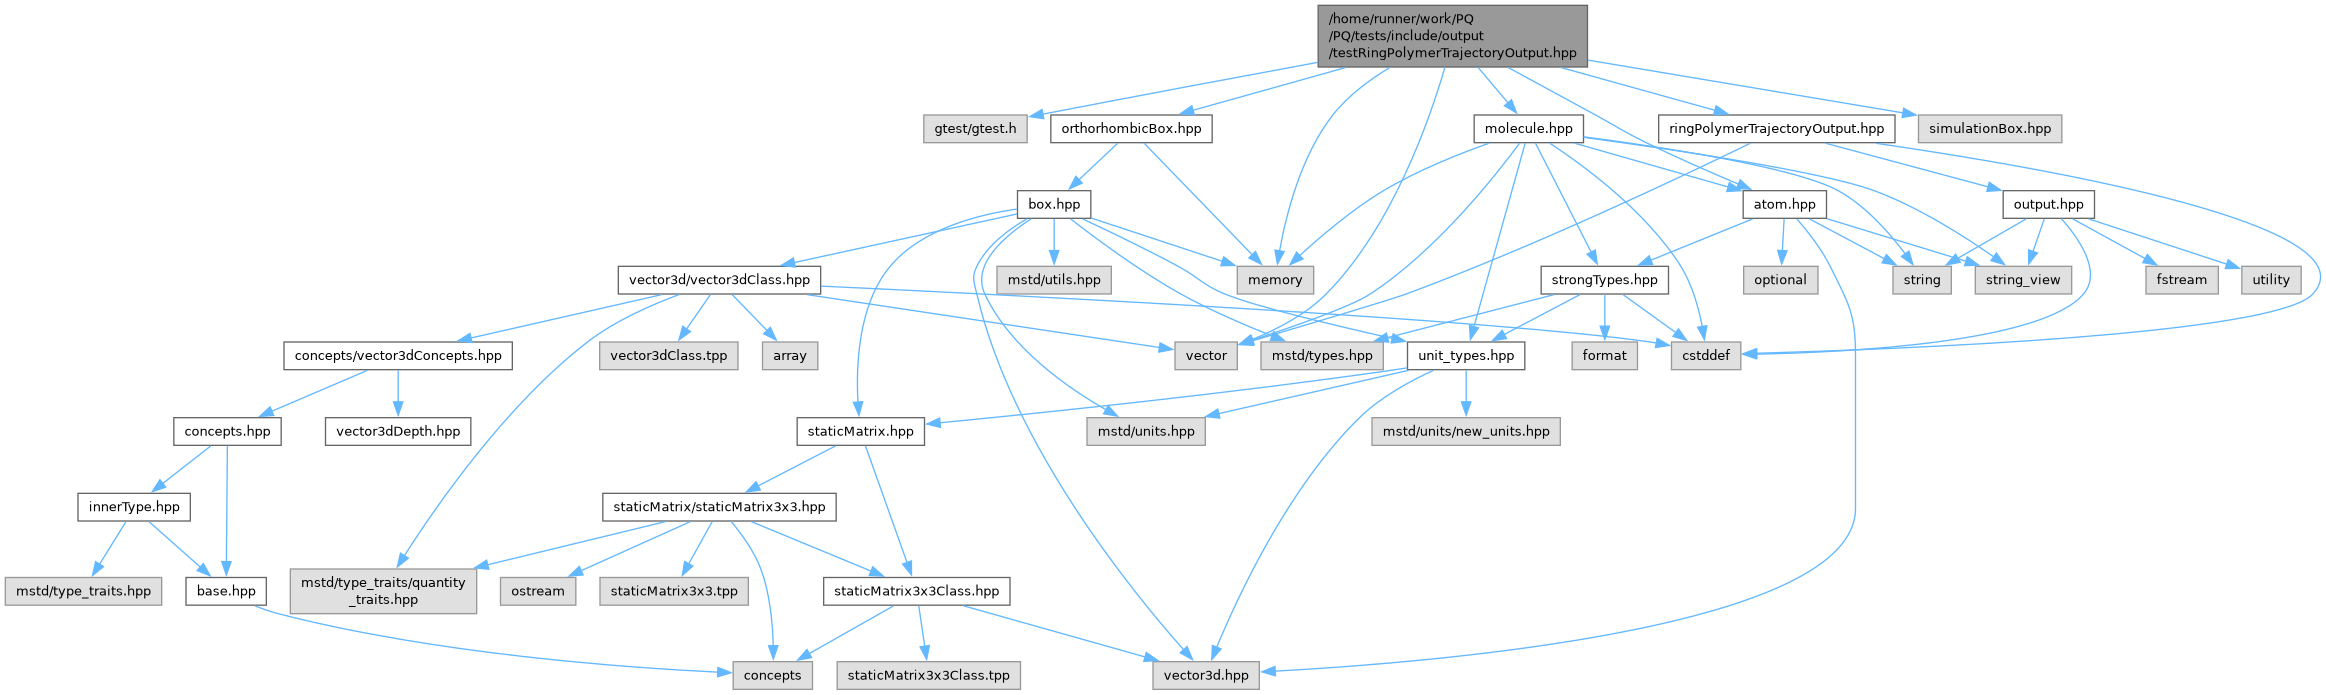 /home/runner/work/PQ
/PQ/tests/include/output
/testRingPolymerTrajectoryOutput.hpp
gtest/gtest.h
orthorhombicBox.hpp
molecule.hpp
ringPolymerTrajectoryOutput.hpp
simulationBox.hpp
box.hpp
atom.hpp
output.hpp
vector3d/vector3dClass.hpp
mstd/utils.hpp
memory
strongTypes.hpp
optional
string
string_view
fstream
utility
concepts/vector3dConcepts.hpp
vector3dClass.tpp
array
vector
mstd/types.hpp
unit_types.hpp
format
cstddef
concepts.hpp
vector3dDepth.hpp
staticMatrix.hpp
mstd/units.hpp
mstd/units/new_units.hpp
innerType.hpp
staticMatrix/staticMatrix3x3.hpp
mstd/type_traits.hpp
base.hpp
mstd/type_traits/quantity
_traits.hpp
ostream
staticMatrix3x3.tpp
staticMatrix3x3Class.hpp
concepts
staticMatrix3x3Class.tpp
vector3d.hpp